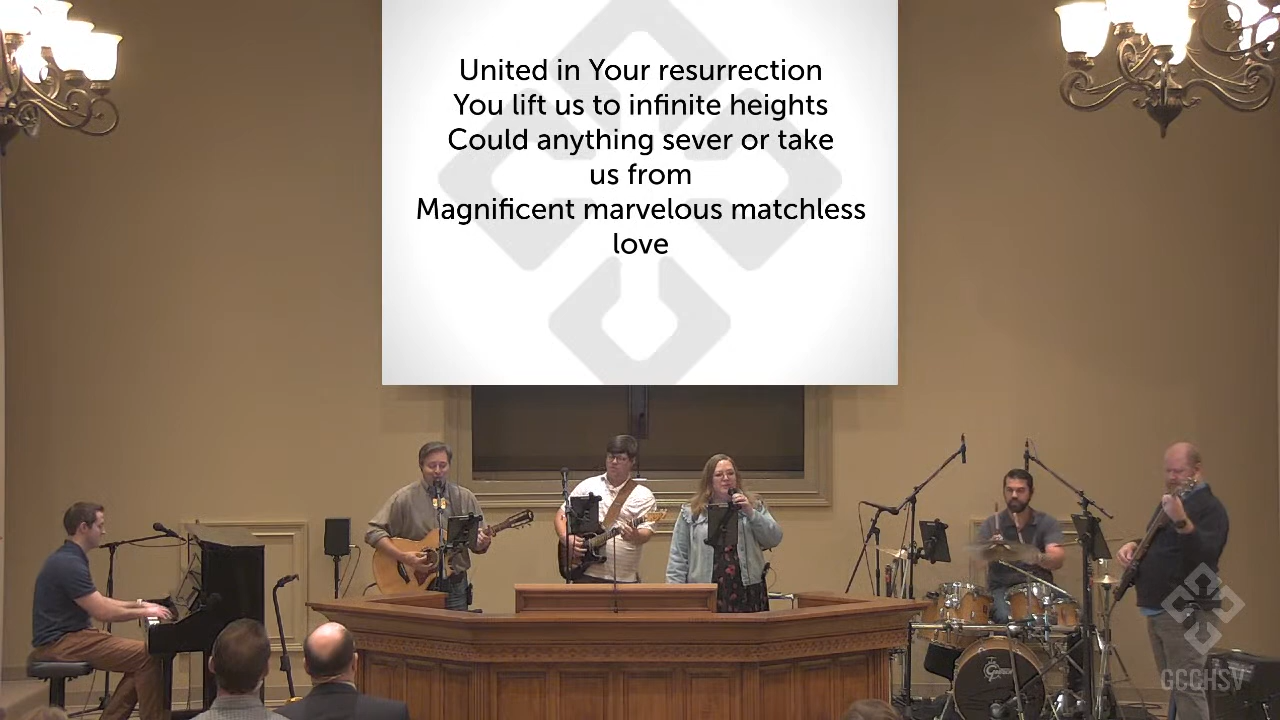 United in Your resurrection
You lift us to infinite heights
Could anything sever or take
us from
Magnificent marvelous matchless
love
GCCHSV